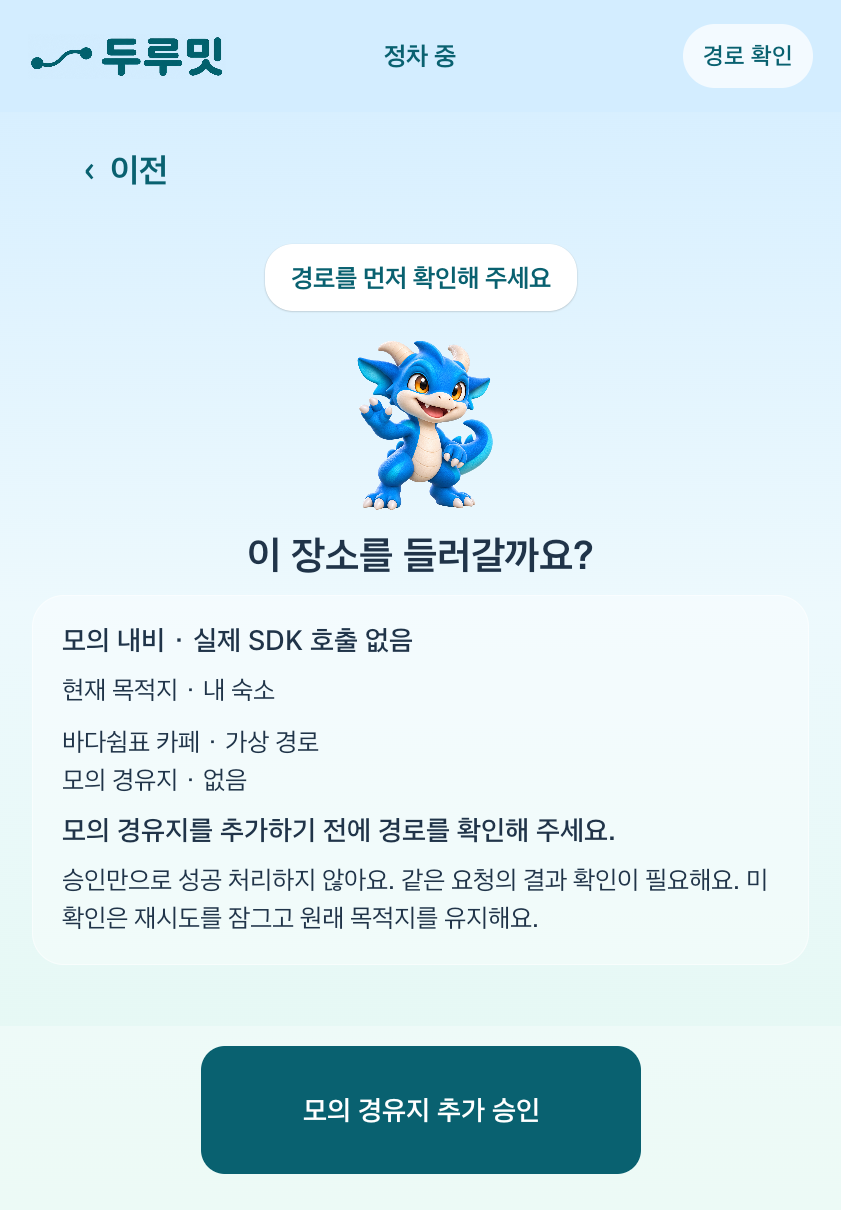 두루밋
정차 중
경로 확인
‹ 이전
경로를 먼저 확인해 주세요
이 장소를 들러갈까요?
모의 내비 · 실제 SDK 호출 없음
현재 목적지 · 내 숙소
바다쉼표 카페 · 가상 경로
모의 경유지 · 없음
모의 경유지를 추가하기 전에 경로를 확인해 주세요.
승인만으로 성공 처리하지 않아요. 같은 요청의 결과 확인이 필요해요. 미
확인은 재시도를 잠그고 원래 목적지를 유지해요.
모의 경유지 추가 승인